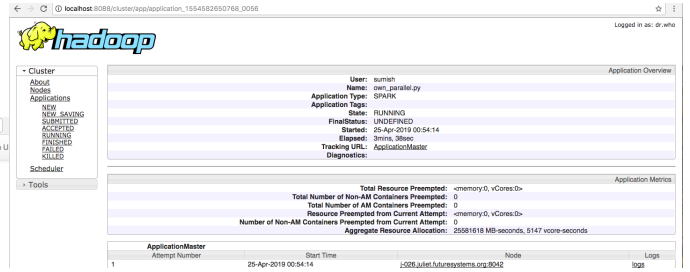 localhost:8088/cluster/app/application_1554582650768_0056
Logged in as: dr.who
hadoop
Cluster
About
Nodes
Applications
NEW
NEW_SAVING
SUBMITTED
ACCEPTED
RUNNING
FINISHED
FAILED
KILLED
Scheduler
Tools
Application Overview
User: sumish
Name: own_parallel.py
Application Type: SPARK
Application Tags:
State: RUNNING
FinalStatus: UNDEFINED
Started: 25-Apr-2019 00:54:14
Elapsed: 3mins, 38sec
Tracking URL: ApplicationMaster
Diagnostics:
Application Metrics
Total Resource Preempted: <memory:0, vCores:0>
Total Number of Non-AM Containers Preempted: 0
Total Number of AM Containers Preempted: 0
Resource Preempted from Current Attempt: <memory:0, vCores:0>
Number of Non-AM Containers Preempted from Current Attempt: 0
Aggregate Resource Allocation: 25581618 MB-seconds, 5147 vcore-seconds
ApplicationMaster
Attempt Number Start Time Node Logs
1 25-Apr-2019 00:54:14 j-026.juliet.futuresystems.org:8042 logs